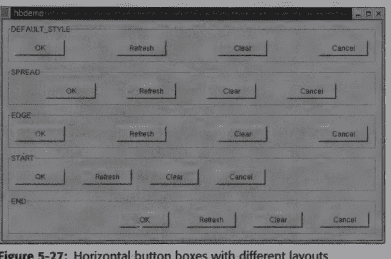 hbdemo
DEFAULT_STYLE
OK Refresh Clear Cancel
SPREAD
OK Refresh Clear Cancel
EDGE
OK Refresh Clear Cancel
START
OK Refresh Clear Cancel
END
OK Refresh Clear Cancel
Figure 5-27: Horizontal button boxes with different layouts